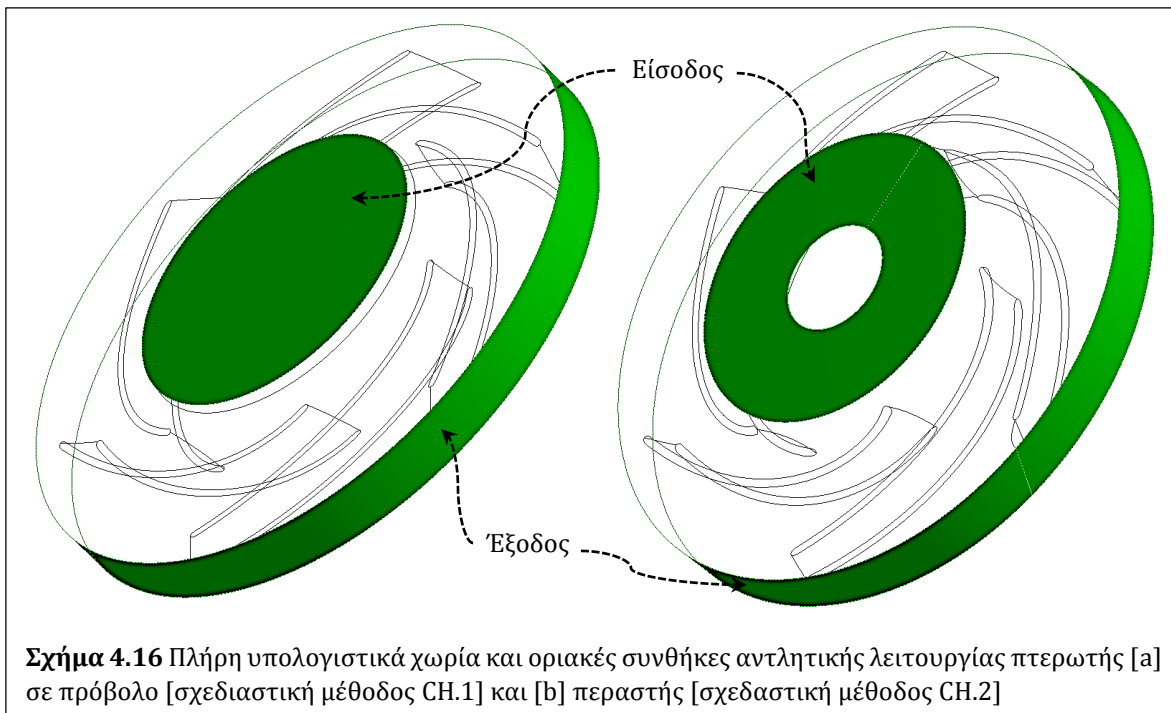 Είσοδος
Έξοδος
Σχήμα 4.16 Πλήρη υπολογιστικά χωρία και οριακές συνθήκες αντλητικής λειτουργίας πτερωτής [a]
σε πρόβολο [σχεδιαστική μέθοδος CH.1] και [b] περαστής [σχεδαστική μέθοδος CH.2]